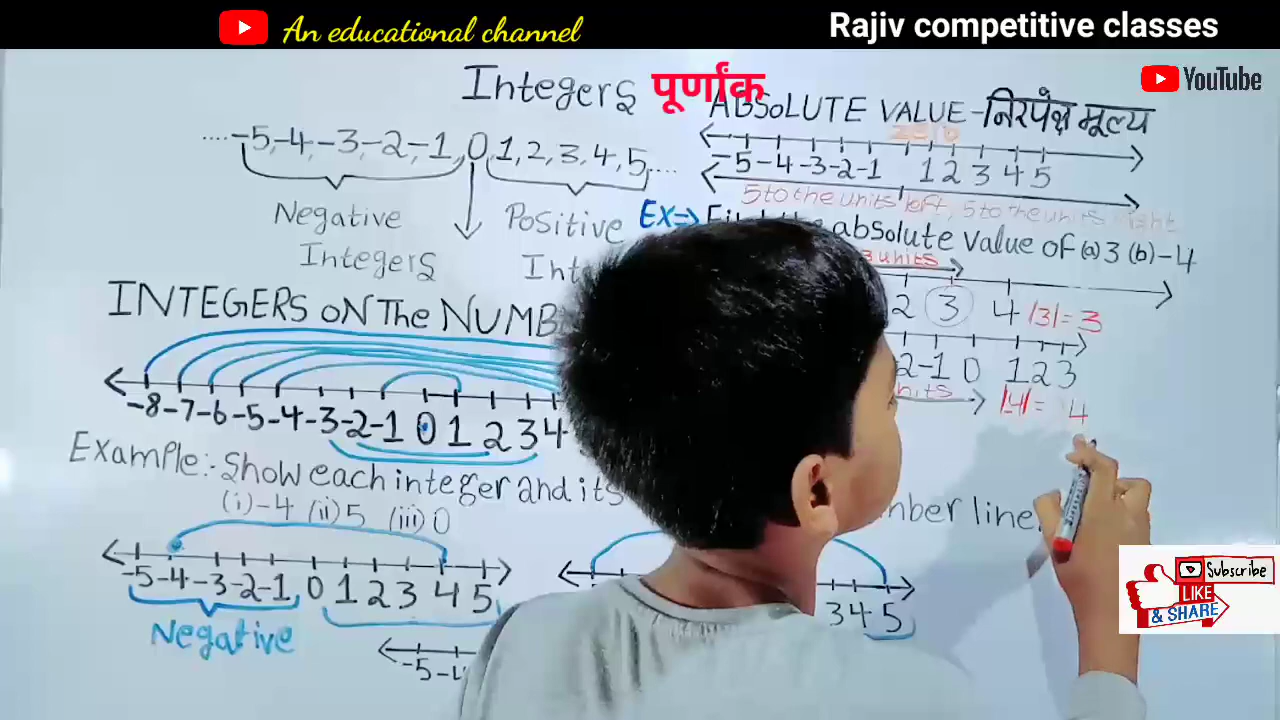 An educational channel
Rajiv competitive classes
YouTube
Integers पूर्णांक
.... -5, -4, -3, -2, -1, 0, 1, 2, 3, 4, 5, ....
Negative Integers
Positive
ABSOLUTE VALUE - निरपेक्ष मूल्य
-5 -4 -3 -2 -1 1 2 3 4 5
5 to the units left, 5 to the units right
EX⇒ absolute value of (a) 3 (b) -4
3 units
2 3 4 |3| = 3
2 -1 0 1 2 3
|-4| = 4
INTEGERS ON The
-8 -7 -6 -5 -4 -3 -2 -1 0 1 2 3 4
Example:- Show each integer and its
line
(i) -4 (ii) 5 (iii) 0
-5 -4 -3 -2 -1 0 1 2 3 4 5
Negative
3 4 5
-5
Subscribe
LIKE
& SHARE